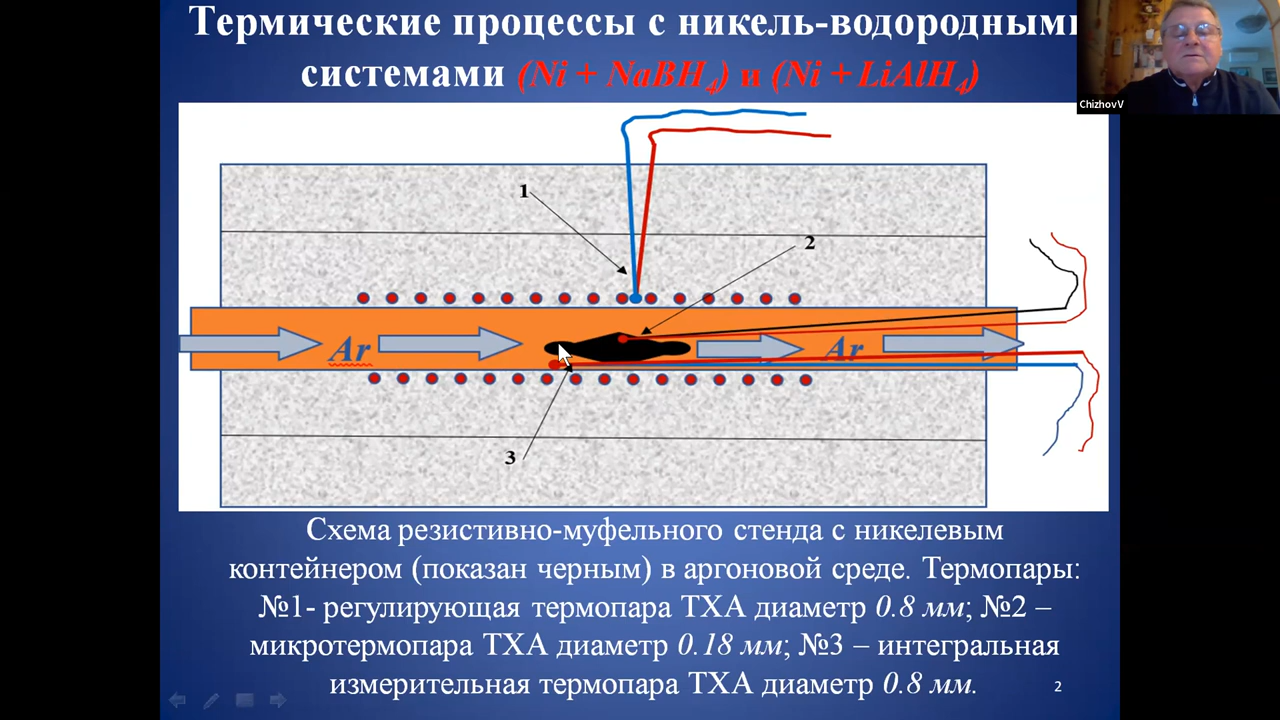 Термические процессы с никель-водородными
системами (Ni + NaBH4) и (Ni + LiAlH4)
ChizhovV
1
2
Ar
Ar
3
Схема резистивно-муфельного стенда с никелевым
контейнером (показан черным) в аргоновой среде. Термопары:
№1- регулирующая термопара ТХА диаметр 0.8 мм; №2 –
микротермопара ТХА диаметр 0.18 мм; №3 – интегральная
измерительная термопара ТХА диаметр 0.8 мм.
2